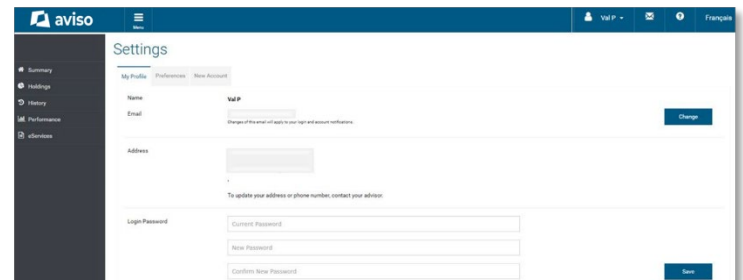 aviso
Menu
Val P
Français
Settings
Summary
Holdings
History
Performance
eServices
My Profile Preferences New Account
Name Val P
Email
Changes of this email will apply to your login and account notifications.
Change
Address
To update your address or phone number, contact your advisor.
Login Password
Current Password
New Password
Confirm New Password
Save